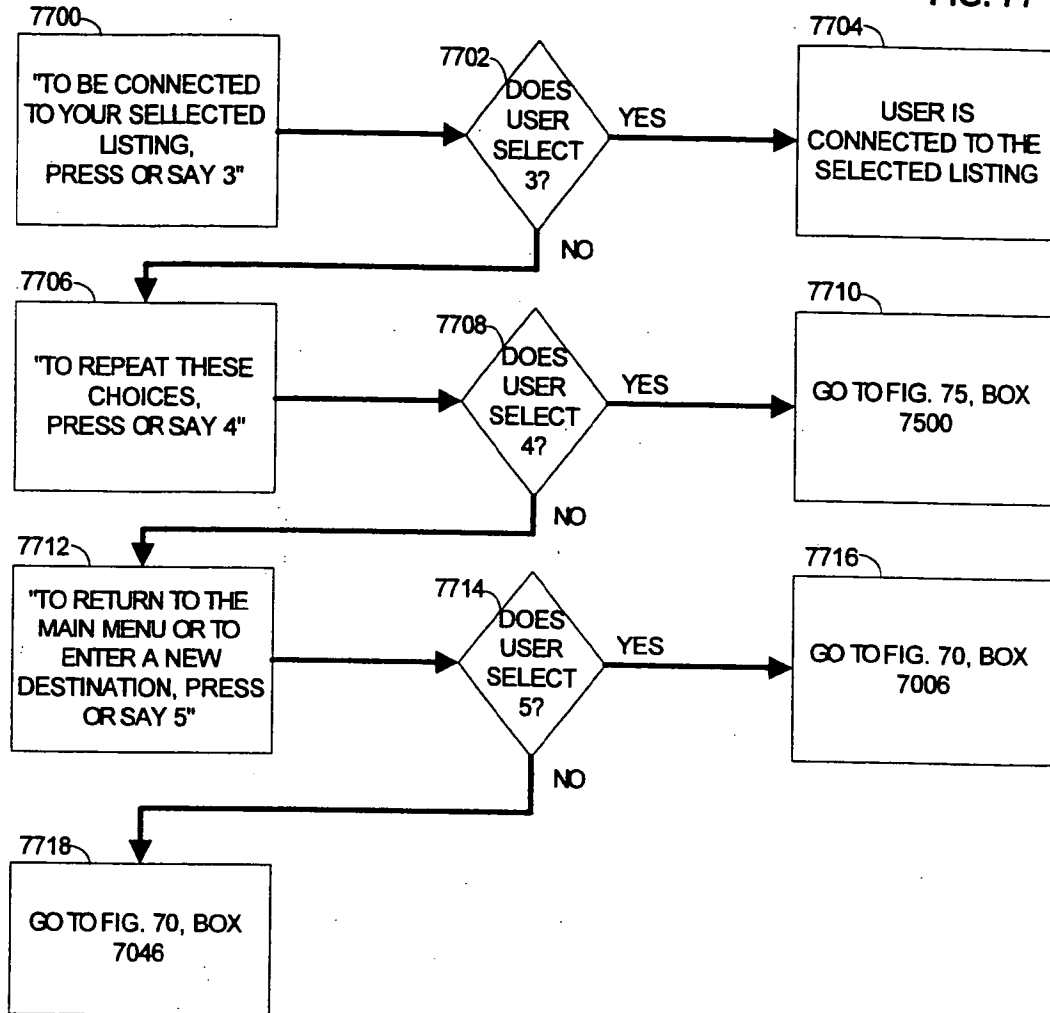 FIG. 77
7700
"TO BE CONNECTED
TO YOUR SELLECTED
LISTING,
PRESS OR SAY 3"
7702
DOES
USER
SELECT
3?
YES
7704
USER IS
CONNECTED TO THE
SELECTED LISTING
NO
7706
"TO REPEAT THESE
CHOICES,
PRESS OR SAY 4"
7708
DOES
USER
SELECT
4?
YES
7710
GO TO FIG. 75, BOX
7500
NO
7712
"TO RETURN TO THE
MAIN MENU OR TO
ENTER A NEW
DESTINATION, PRESS
OR SAY 5"
7714
DOES
USER
SELECT
5?
YES
7716
GO TO FIG. 70, BOX
7006
NO
7718
GO TO FIG. 70, BOX
7046